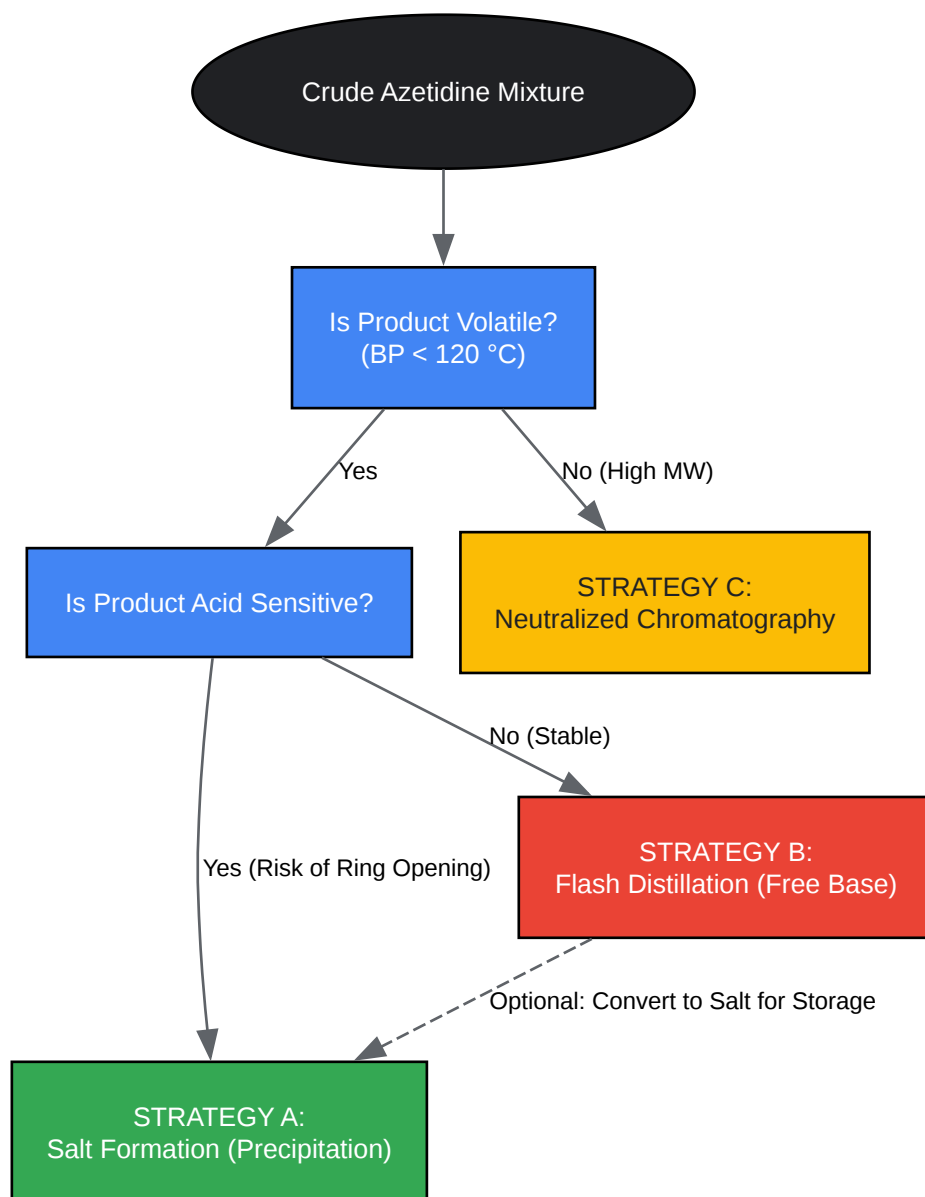 Crude Azetidine Mixture
Is Product Volatile?
(BP < 120 °C)
Yes
No (High MW)
Is Product Acid Sensitive?
STRATEGY C:
Neutralized Chromatography
No (Stable)
Yes (Risk of Ring Opening)
STRATEGY B:
Flash Distillation (Free Base)
Optional: Convert to Salt for Storage
STRATEGY A:
Salt Formation (Precipitation)